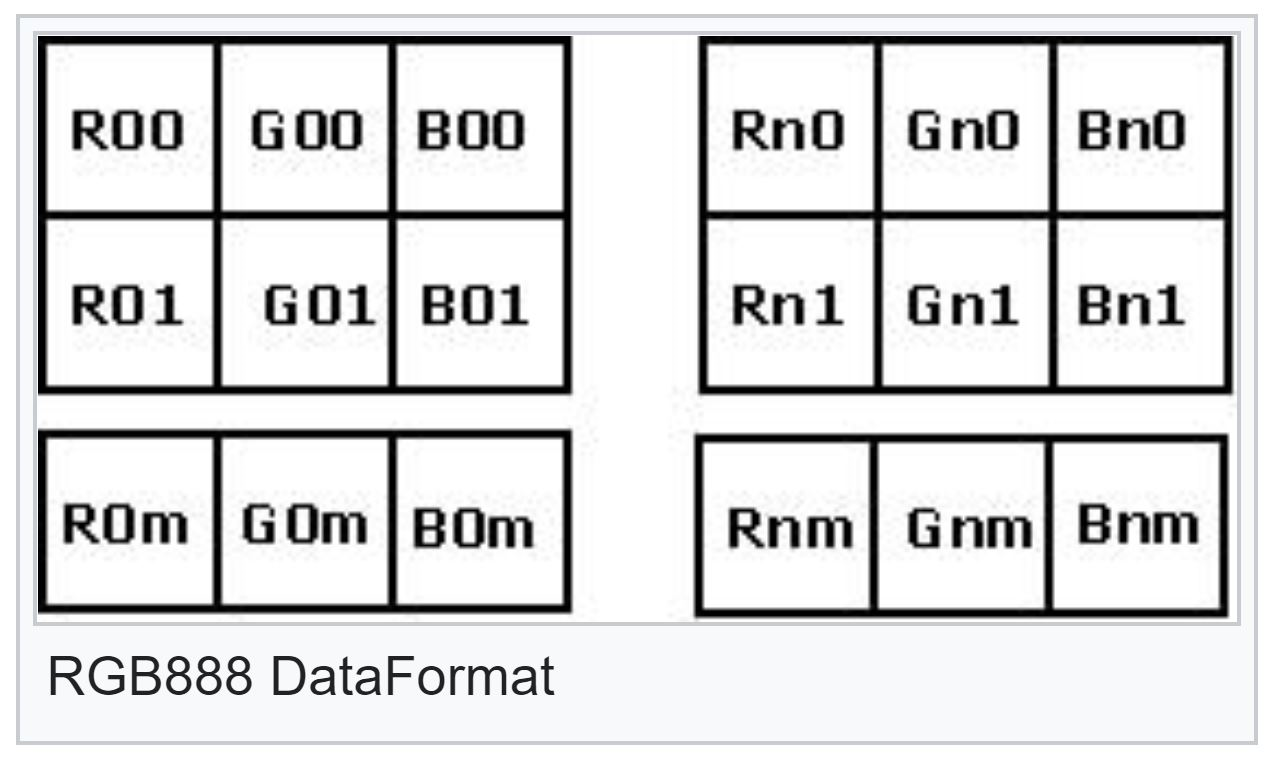 R00 G00 B00 Rn0 Gn0 Bn0
R01 G01 B01 Rn1 Gn1 Bn1
R0m G0m B0m Rnm Gnm Bnm
RGB888 DataFormat